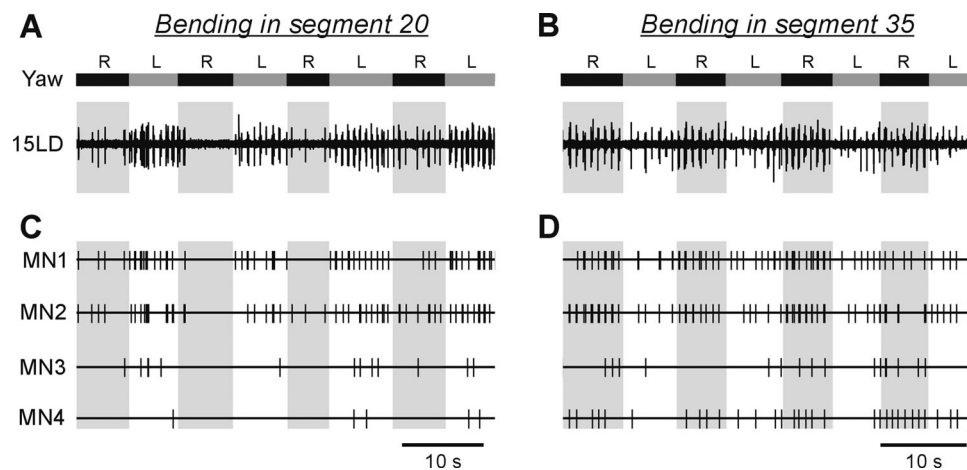 A Bending in segment 20
B Bending in segment 35
Yaw R L R L R L R L
R L R L R L R L
15LD
C
D
MN1
MN2
MN3
MN4
10 s
10 s